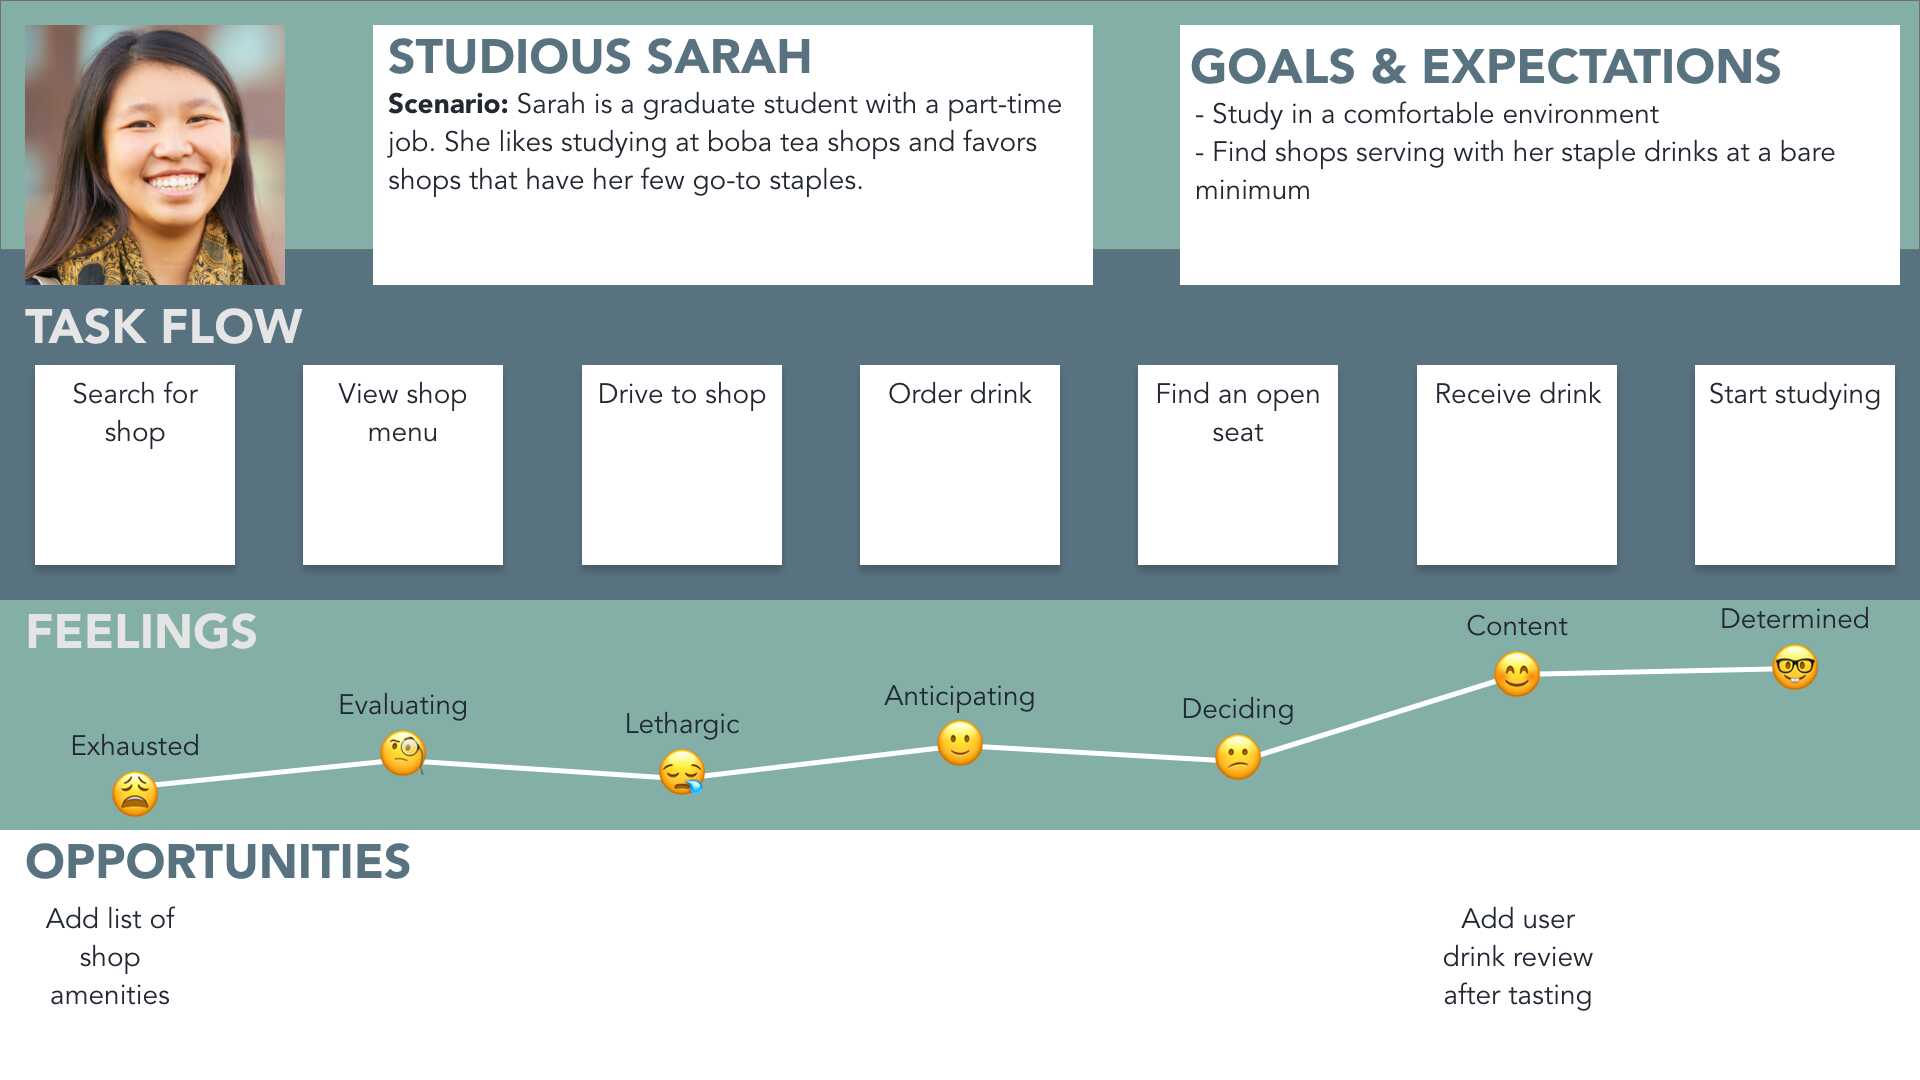 STUDIOUS SARAH
Scenario: Sarah is a graduate student with a part-time
job. She likes studying at boba tea shops and favors
shops that have her few go-to staples.
GOALS & EXPECTATIONS
- Study in a comfortable environment
- Find shops serving with her staple drinks at a bare
minimum
TASK FLOW
Search for
shop
View shop
menu
Drive to shop
Order drink
Find an open
seat
Receive drink
Start studying
FEELINGS
Exhausted
Evaluating
Lethargic
Anticipating
Deciding
Content
Determined
OPPORTUNITIES
Add list of
shop
amenities
Add user
drink review
after tasting